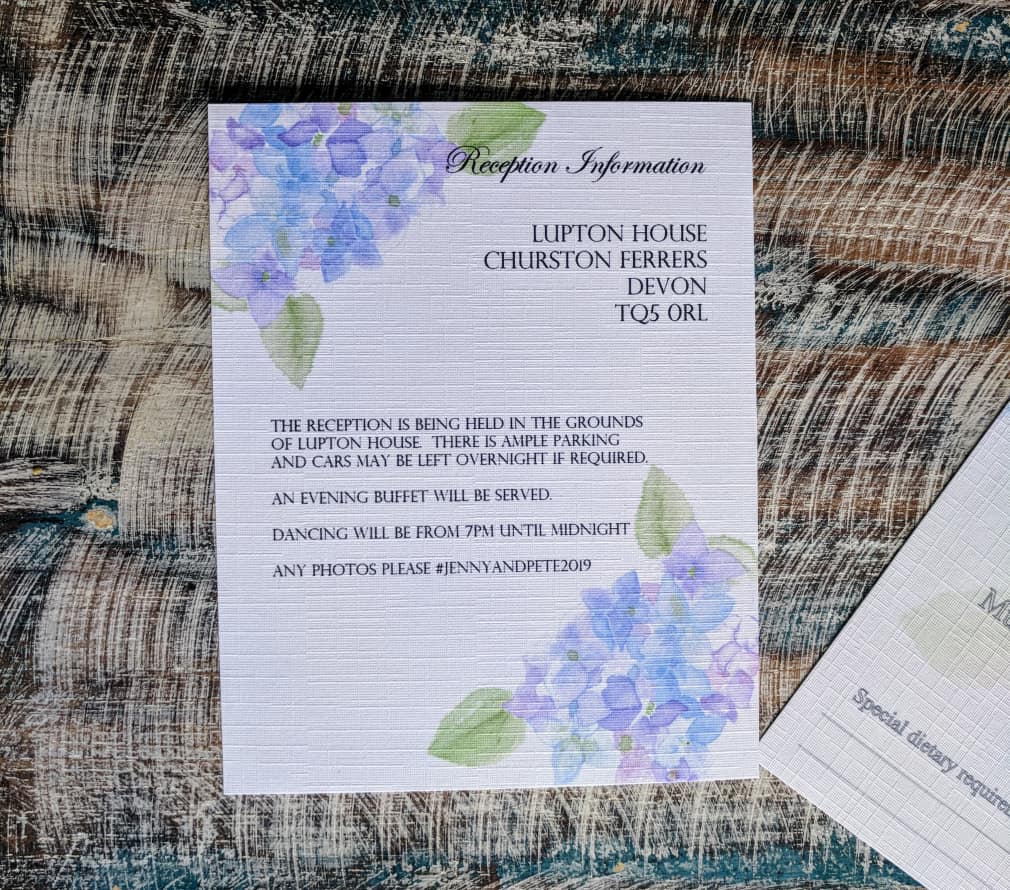 Reception Information
LUPTON HOUSE
CHURSTON FERRERS
DEVON
TQ5 0RL
THE RECEPTION IS BEING HELD IN THE GROUNDS
OF LUPTON HOUSE. THERE IS AMPLE PARKING
AND CARS MAY BE LEFT OVERNIGHT IF REQUIRED.
AN EVENING BUFFET WILL BE SERVED.
DANCING WILL BE FROM 7PM UNTIL MIDNIGHT
ANY PHOTOS PLEASE #JENNYANDPETE2019
Special dietary